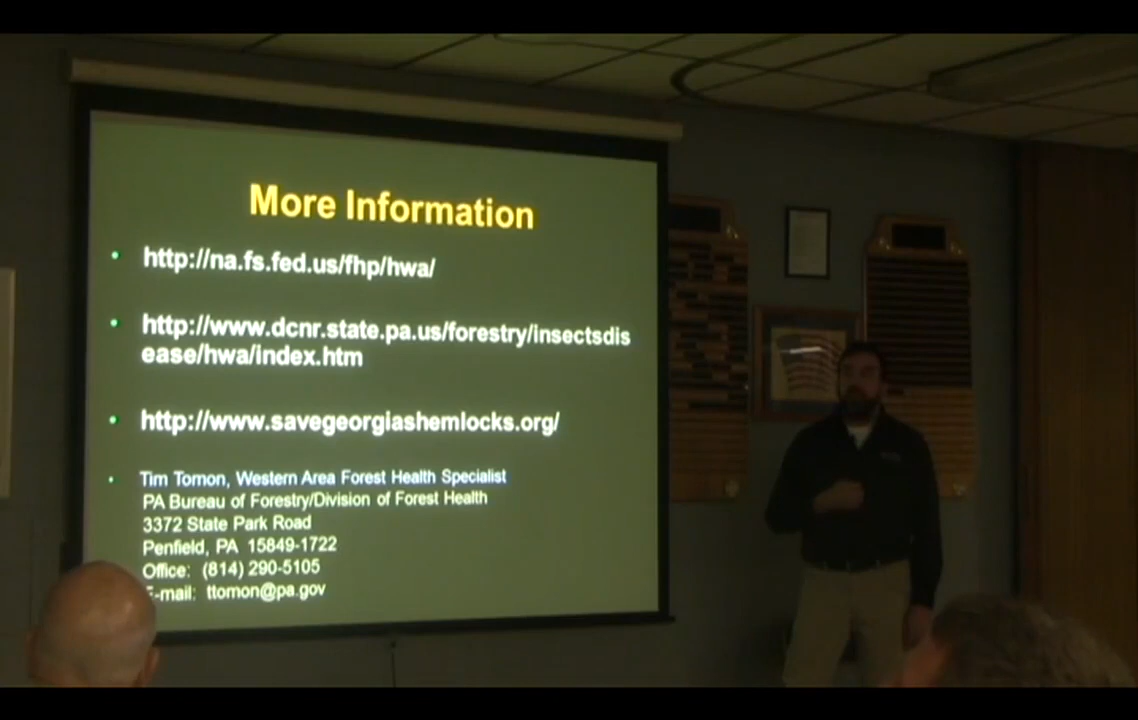 More Information
• http://na.fs.fed.us/fhp/hwa/
• http://www.dcnr.state.pa.us/forestry/insectsdis
ease/hwa/index.htm
• http://www.savegeorgiashemlocks.org/
• Tim Tomon, Western Area Forest Health Specialist
PA Bureau of Forestry/Division of Forest Health
3372 State Park Road
Penfield, PA 15849-1722
Office: (814) 290-5105
E-mail: ttomon@pa.gov